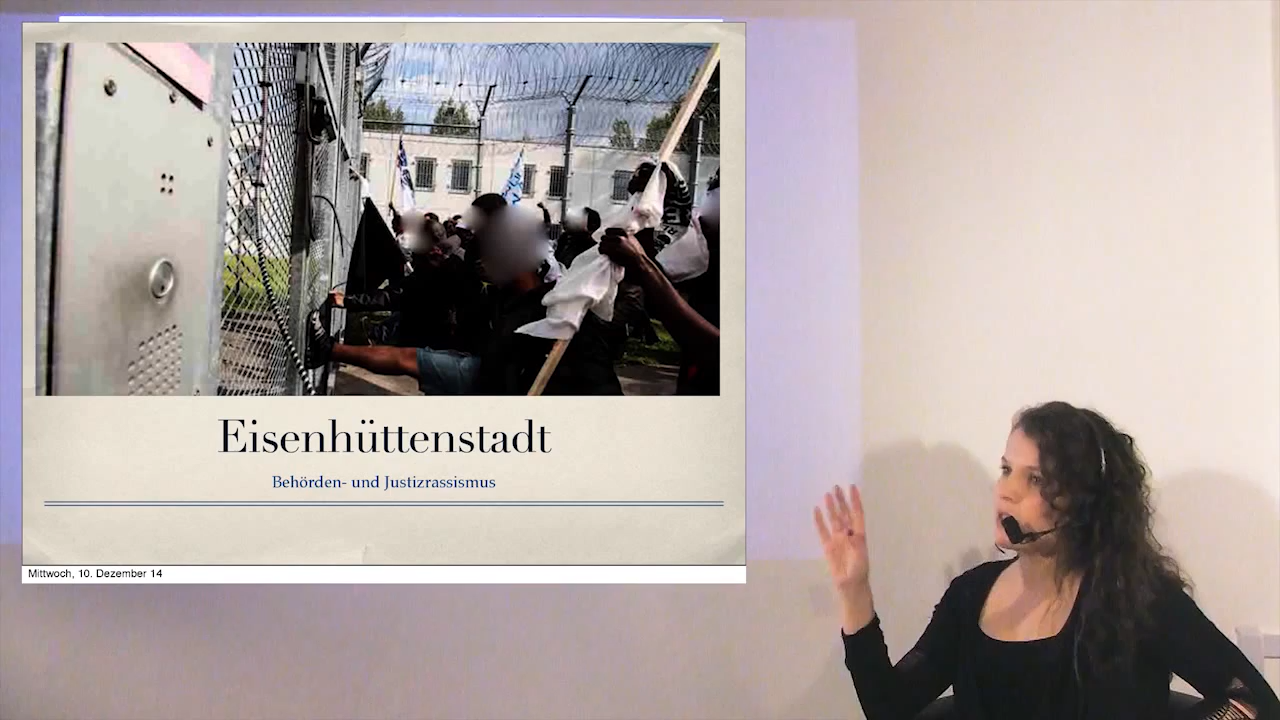 Eisenhüttenstadt
Behörden- und Justizrassismus
Mittwoch, 10. Dezember 14